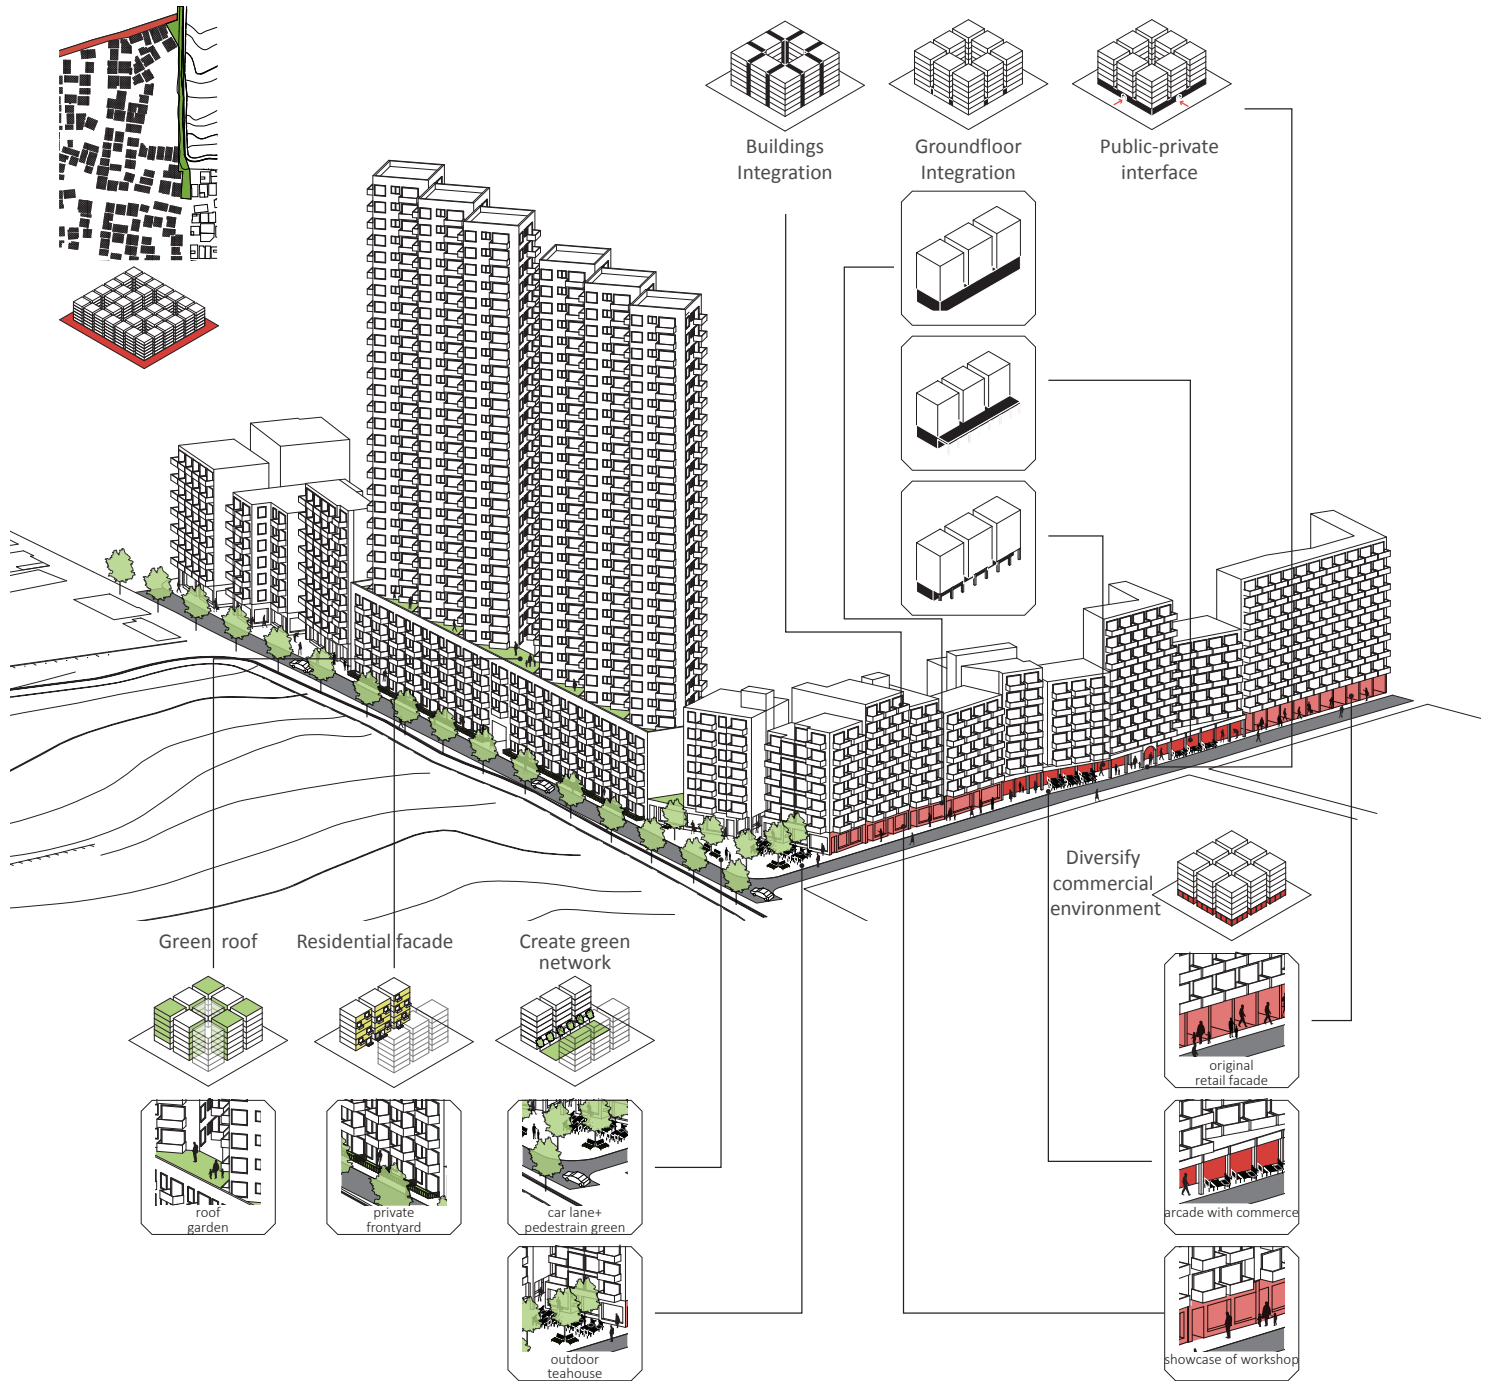 Buildings
Integration
Groundfloor
Integration
Public-private
interface
Diversify
commercial
environment
Green roof
Residential facade
Create green
network
original
retail facade
roof
garden
private
frontyard
car lane+
pedestrain green
arcade with commerce
outdoor
teahouse
showcase of workshop